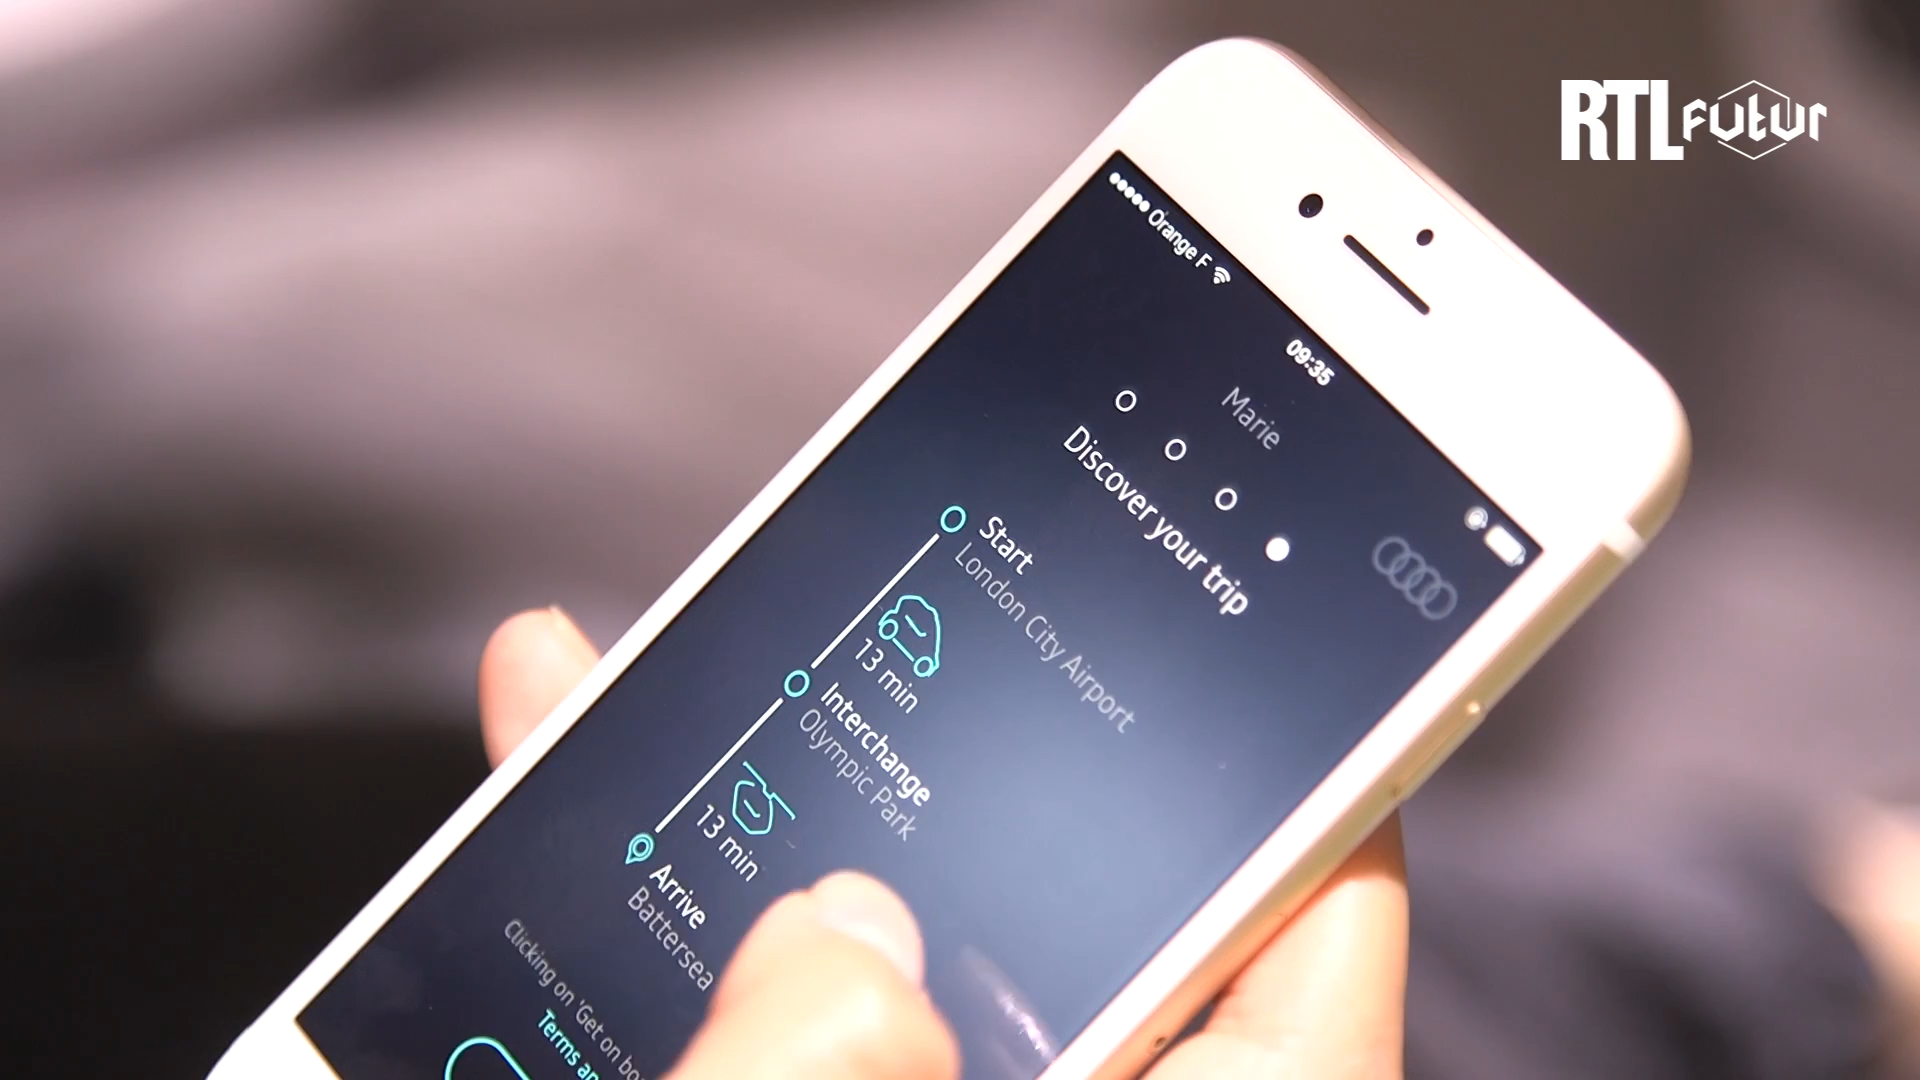 RTL futur
Orange F
09:35
Marie
Discover your trip
Start
London City Airport
13 min
Interchange
Olympic Park
13 min
Arrive
Battersea
Clicking on 'Get on
Terms